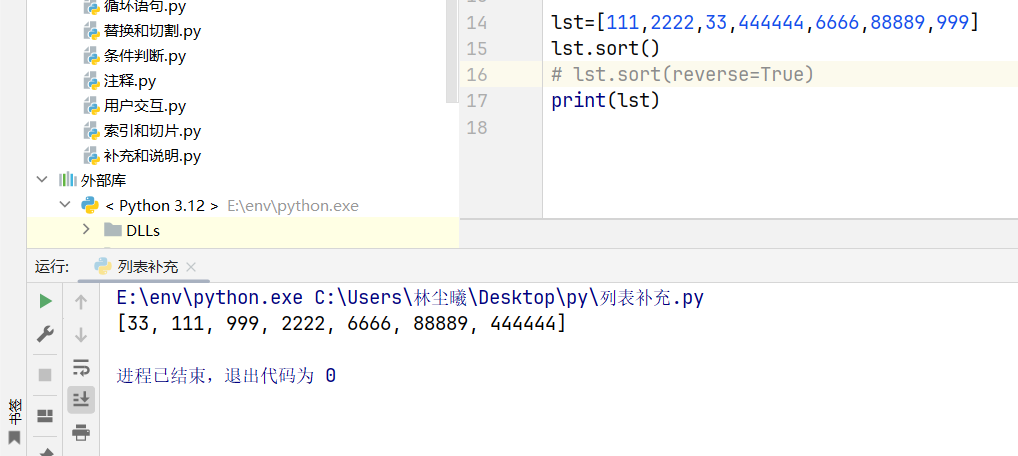 循环语句.py
替换和切割.py
条件判断.py
注释.py
用户交互.py
索引和切片.py
补充和说明.py
外部库
< Python 3.12 > E:\env\python.exe
DLLs
14 lst=[111,2222,33,444444,6666,88889,999]
15 lst.sort()
16 # lst.sort(reverse=True)
17 print(lst)
18
运行: 列表补充
E:\env\python.exe C:\Users\林尘曦\Desktop\py\列表补充.py
[33, 111, 999, 2222, 6666, 88889, 444444]
进程已结束，退出代码为 0
书签